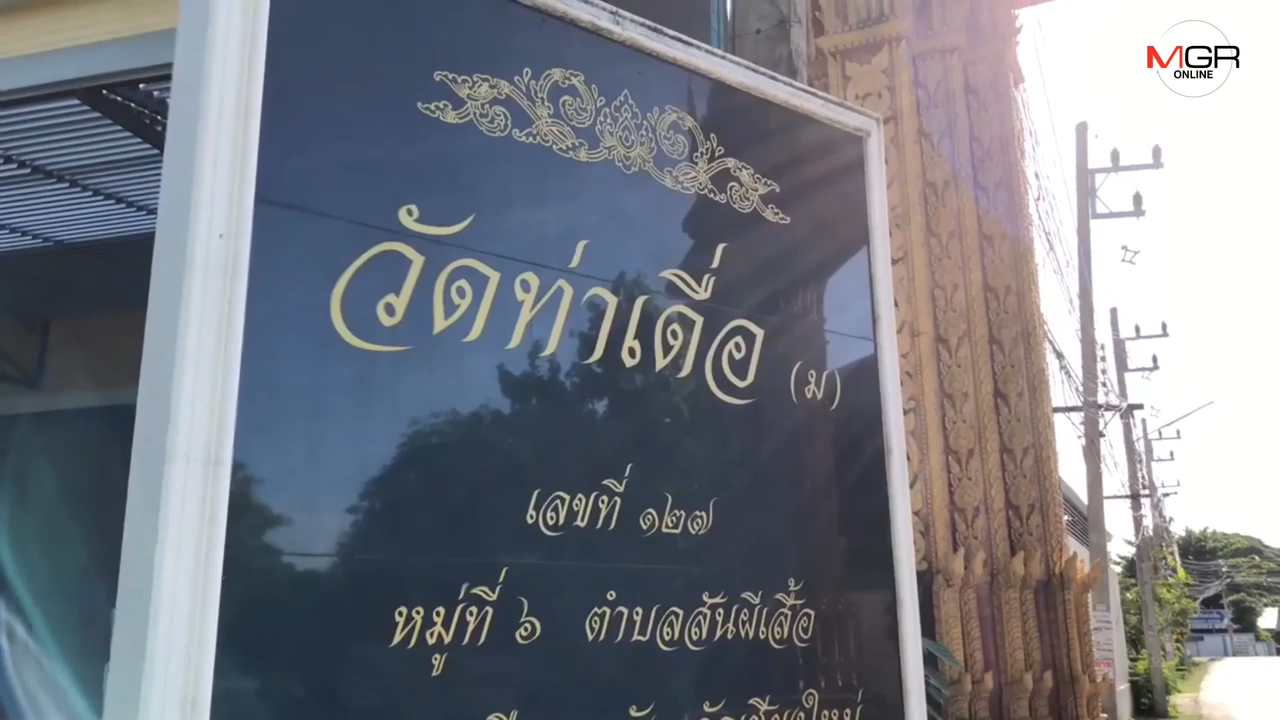 MGR
ONLINE
วัดท่าเดื่อ (ม)
เลขที่ ๑๒๗
หมู่ที่ ๖ ตำบลสันผีเสื้อ